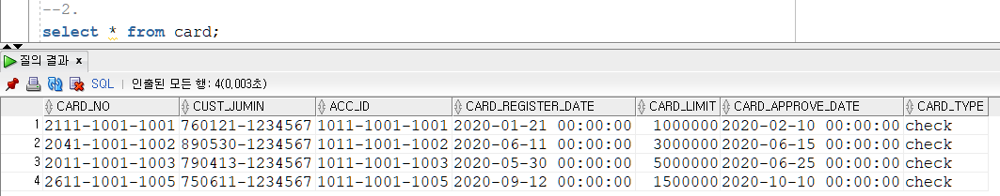 --2.
select * from card;
질의 결과 x
SQL | 인출된 모든 행: 4(0,003초)
CARD_NO CUST_JUMIN ACC_ID CARD_REGISTER_DATE CARD_LIMIT CARD_APPROVE_DATE CARD_TYPE
1 2111-1001-1001 760121-1234567 1011-1001-1001 2020-01-21 00:00:00 1000000 2020-02-10 00:00:00 check
2 2041-1001-1002 890530-1234567 1011-1001-1002 2020-06-11 00:00:00 3000000 2020-06-15 00:00:00 check
3 2011-1001-1003 790413-1234567 1011-1001-1003 2020-05-30 00:00:00 5000000 2020-06-25 00:00:00 check
4 2611-1001-1005 750611-1234567 1011-1001-1005 2020-09-12 00:00:00 1500000 2020-10-10 00:00:00 check